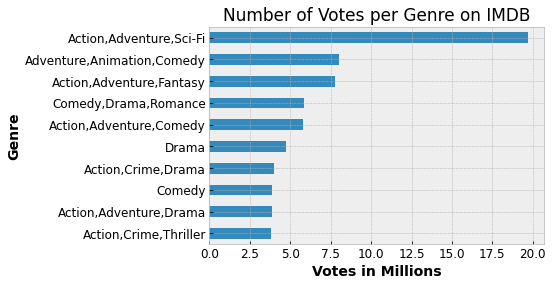 Number of Votes per Genre on IMDB
Genre
Action,Adventure,Sci-Fi
Adventure,Animation,Comedy
Action,Adventure,Fantasy
Comedy,Drama,Romance
Action,Adventure,Comedy
Drama
Action,Crime,Drama
Comedy
Action,Adventure,Drama
Action,Crime,Thriller
0.0 2.5 5.0 7.5 10.0 12.5 15.0 17.5 20.0
Votes in Millions